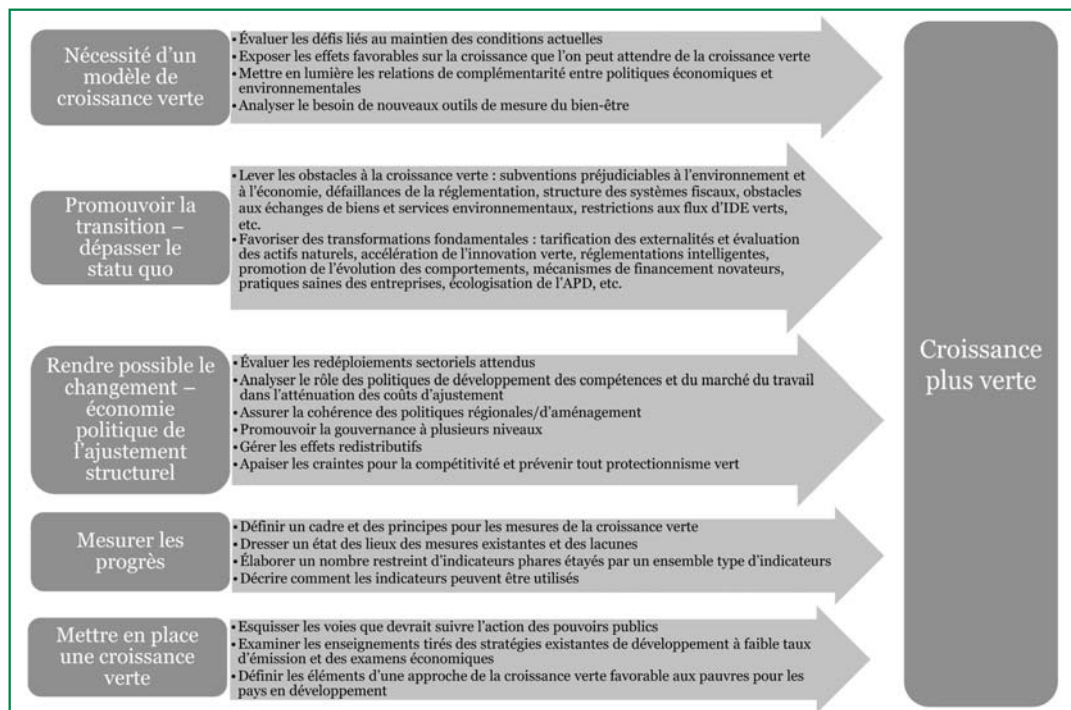 Nécessité d'un
modèle de
croissance verte
•Évaluer les défis liés au maintien des conditions actuelles
•Exposer les effets favorables sur la croissance que l'on peut attendre de la croissance verte
•Mettre en lumière les relations de complémentarité entre politiques économiques et
environnementales
•Analyser le besoin de nouveaux outils de mesure du bien-être
Promouvoir la
transition –
dépasser le
statu quo
•Lever les obstacles à la croissance verte : subventions préjudiciables à l'environnement et
à l'économie, défaillances de la réglementation, structure des systèmes fiscaux, obstacles
aux échanges de biens et services environnementaux, restrictions aux flux d'IDE verts,
etc.
•Favoriser des transformations fondamentales : tarification des externalités et évaluation
des actifs naturels, accélération de l'innovation verte, réglementations intelligentes,
promotion de l'évolution des comportements, mécanismes de financement novateurs,
pratiques saines des entreprises, écologisation de l'APD, etc.
Rendre possible le
changement –
économie
politique de
l'ajustement
structurel
•Évaluer les redéploiements sectoriels attendus
•Analyser le rôle des politiques de développement des compétences et du marché du travail
dans l'atténuation des coûts d'ajustement
•Assurer la cohérence des politiques régionales/d'aménagement
•Promouvoir la gouvernance à plusieurs niveaux
•Gérer les effets redistributifs
•Apaiser les craintes pour la compétitivité et prévenir tout protectionnisme vert
Mesurer les
progrès
•Définir un cadre et des principes pour les mesures de la croissance verte
•Dresser un état des lieux des mesures existantes et des lacunes
•Élaborer un nombre restreint d'indicateurs phares étayés par un ensemble type d'indicateurs
•Décrire comment les indicateurs peuvent être utilisés
Mettre en place
une croissance
verte
•Esquisser les voies que devrait suivre l'action des pouvoirs publics
•Examiner les enseignements tirés des stratégies existantes de développement à faible taux
d'émission et des examens économiques
•Définir les éléments d'une approche de la croissance verte favorable aux pauvres pour les
pays en développement
Croissance
plus verte